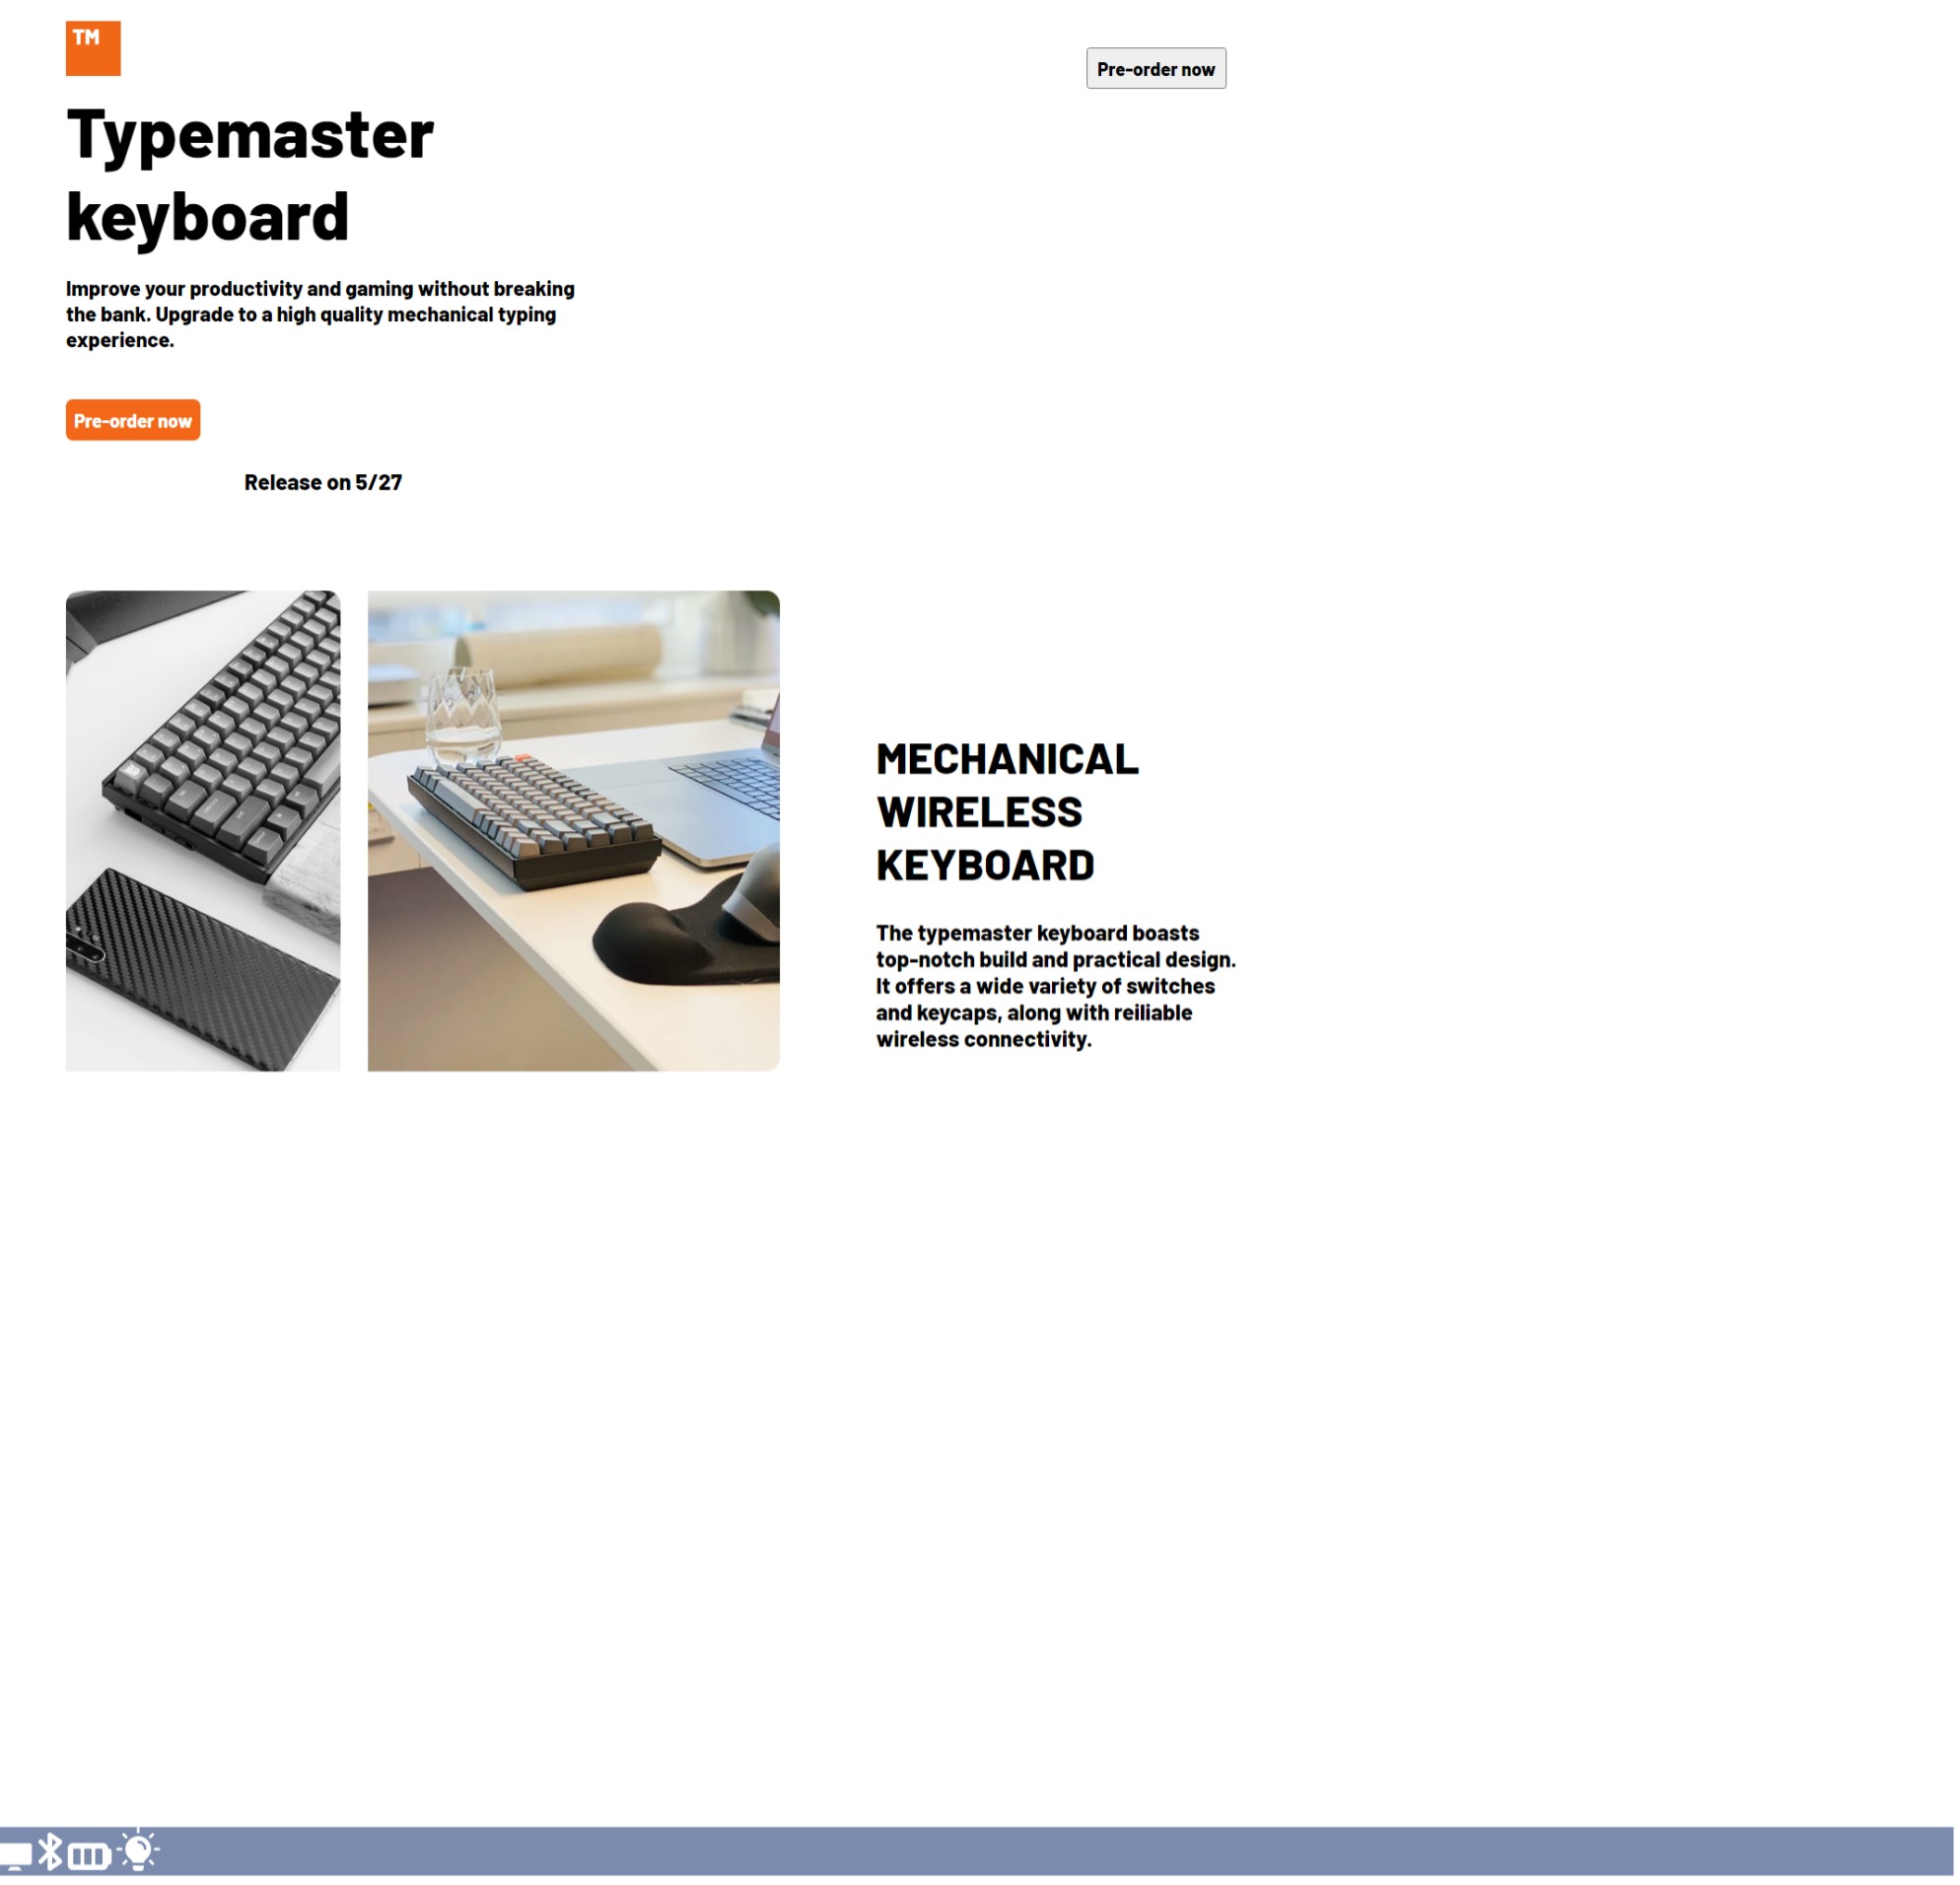 TM
Pre-order now
Typemaster
keyboard
Improve your productivity and gaming without breaking
the bank. Upgrade to a high quality mechanical typing
experience.
Pre-order now
Release on 5/27
MECHANICAL
WIRELESS
KEYBOARD
The typemaster keyboard boasts
top-notch build and practical design.
It offers a wide variety of switches
and keycaps, along with reiliable
wireless connectivity.